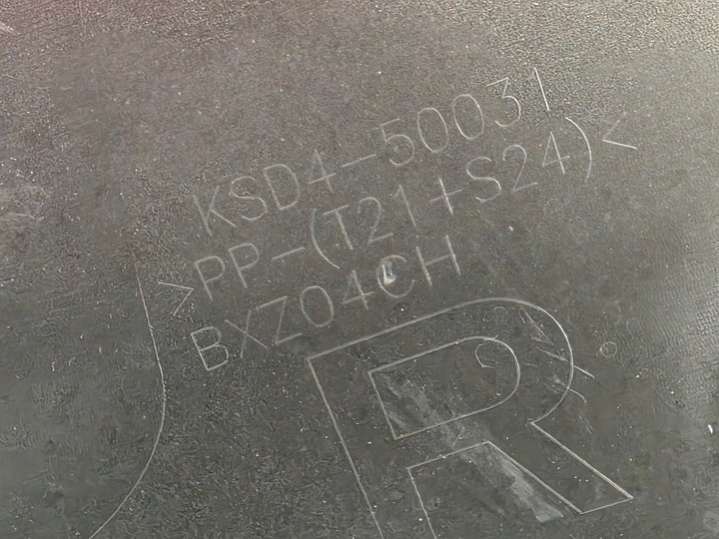 KSD4-50031
>PP-(T21+S24)<
BXZ04CH
R